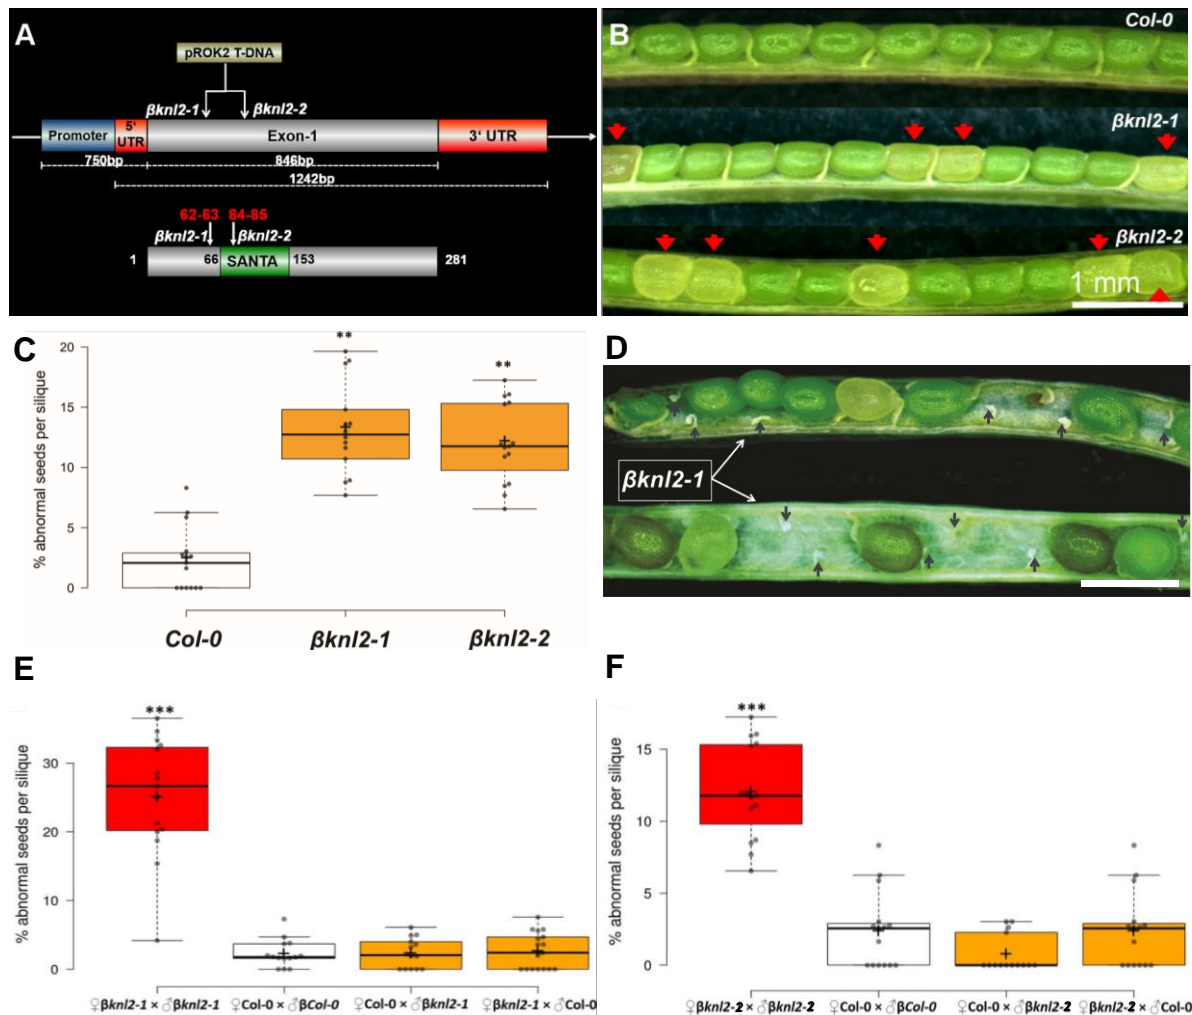 A
pROK2 T-DNA
βknl2-1
βknl2-2
Promoter
5'
UTR
Exon-1
3' UTR
750bp
846bp
1242bp
62-63
84-85
βknl2-1
βknl2-2
1
66
SANTA
153
281
B
Col-0
βknl2-1
βknl2-2
1 mm
C
% abnormal seeds per silique
20
15
10
5
0
**
**
Col-0
βknl2-1
βknl2-2
D
βknl2-1
E
% abnormal seeds per silique
30
20
10
0
***
♀βknl2-1 × ♂βknl2-1
♀Col-0 × ♂βCol-0
♀Col-0 × ♂βknl2-1
♀βknl2-1 × ♂Col-0
F
% abnormal seeds per silique
15
10
5
0
***
♀βknl2-2 × ♂βknl2-2
♀Col-0 × ♂βCol-0
♀Col-0 × ♂βknl2-2
♀βknl2-2 × ♂Col-0